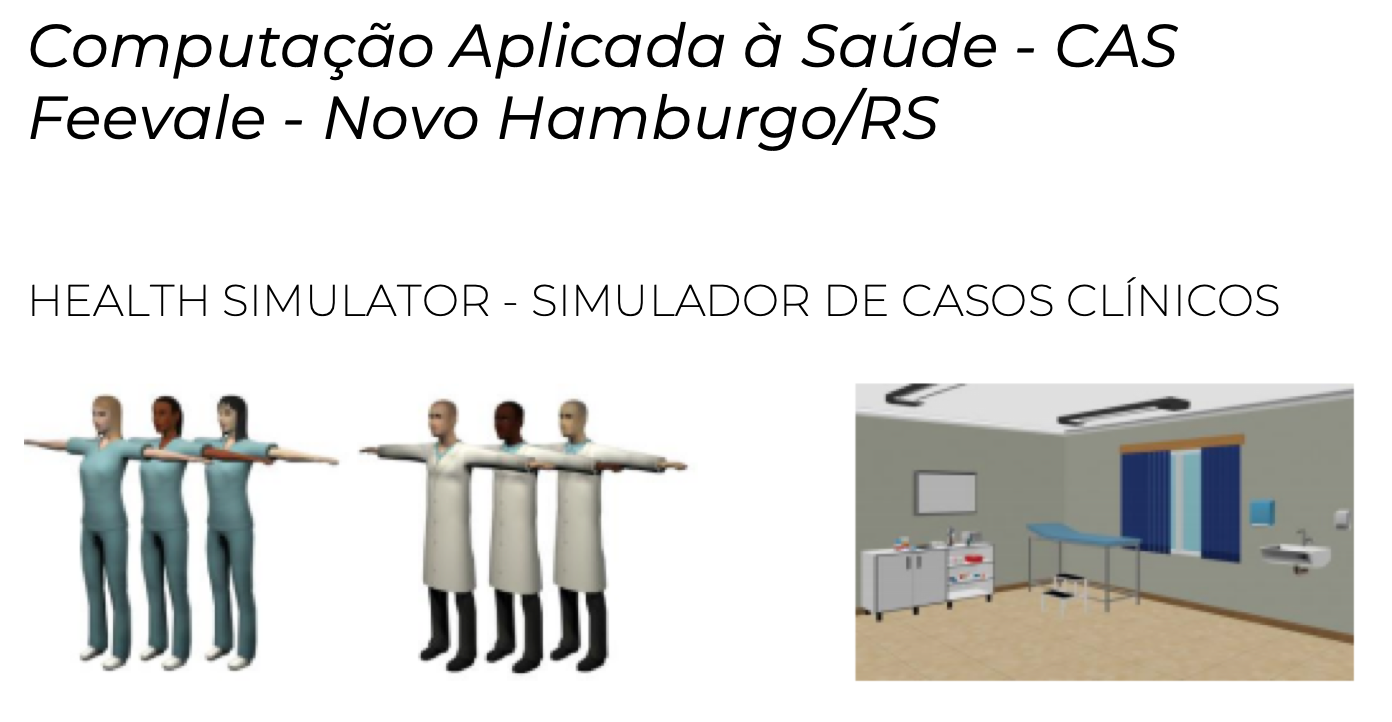 Computação Aplicada à Saúde - CAS
Feevale - Novo Hamburgo/RS
HEALTH SIMULATOR - SIMULADOR DE CASOS CLÍNICOS